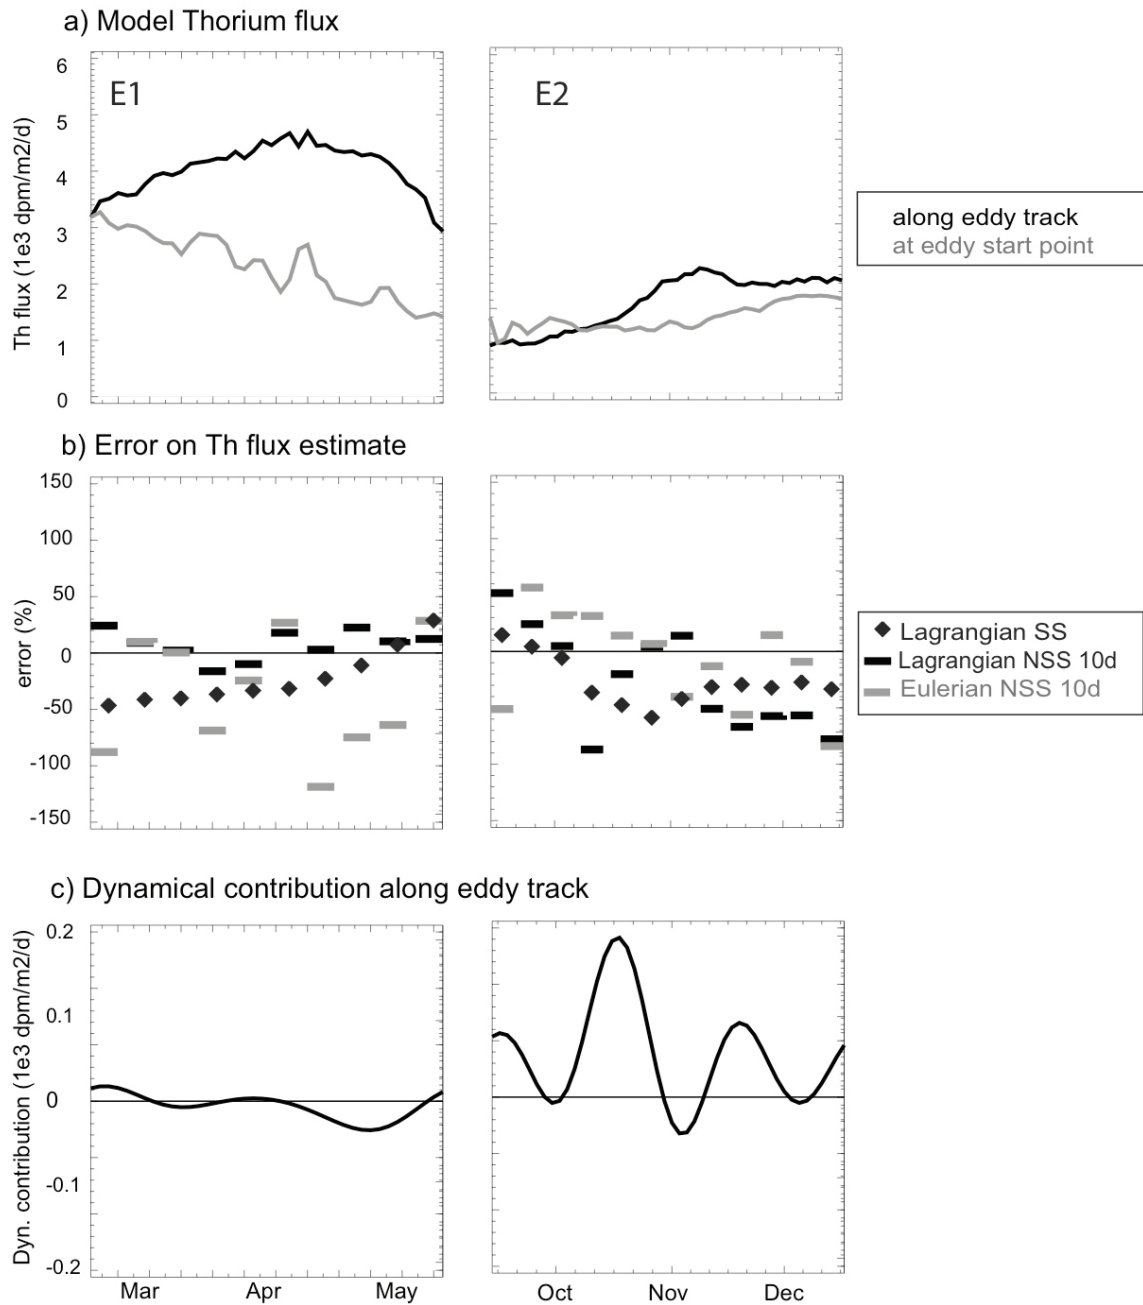 a) Model Thorium flux
Th flux (1e3 dpm/m2/d)
6
5
4
3
2
1
0
E1
E2
along eddy track
at eddy start point
b) Error on Th flux estimate
error (%)
150
100
50
0
-50
-100
-150
Lagrangian SS
Lagrangian NSS 10d
Eulerian NSS 10d
c) Dynamical contribution along eddy track
Dyn. contribution (1e3 dpm/m2/d)
0.2
0.1
0
-0.1
-0.2
Mar Apr May
Oct Nov Dec